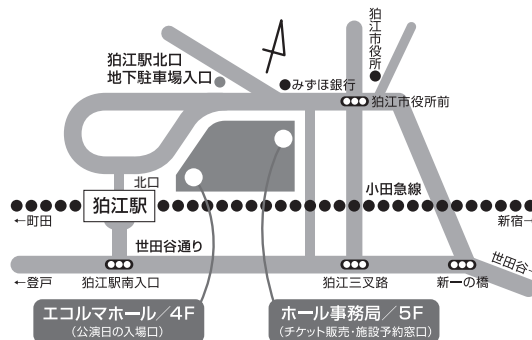 狛江市役所
狛江駅北口
地下駐車場入口
みずほ銀行
狛江市役所前
北口
狛江駅
小田急線
←町田
新宿→
世田谷通り
世田谷→
←登戸
狛江駅南入口
狛江三叉路
新一の橋
エコルマホール/4F
(公演日の入場口)
ホール事務局/5F
(チケット販売・施設予約窓口)